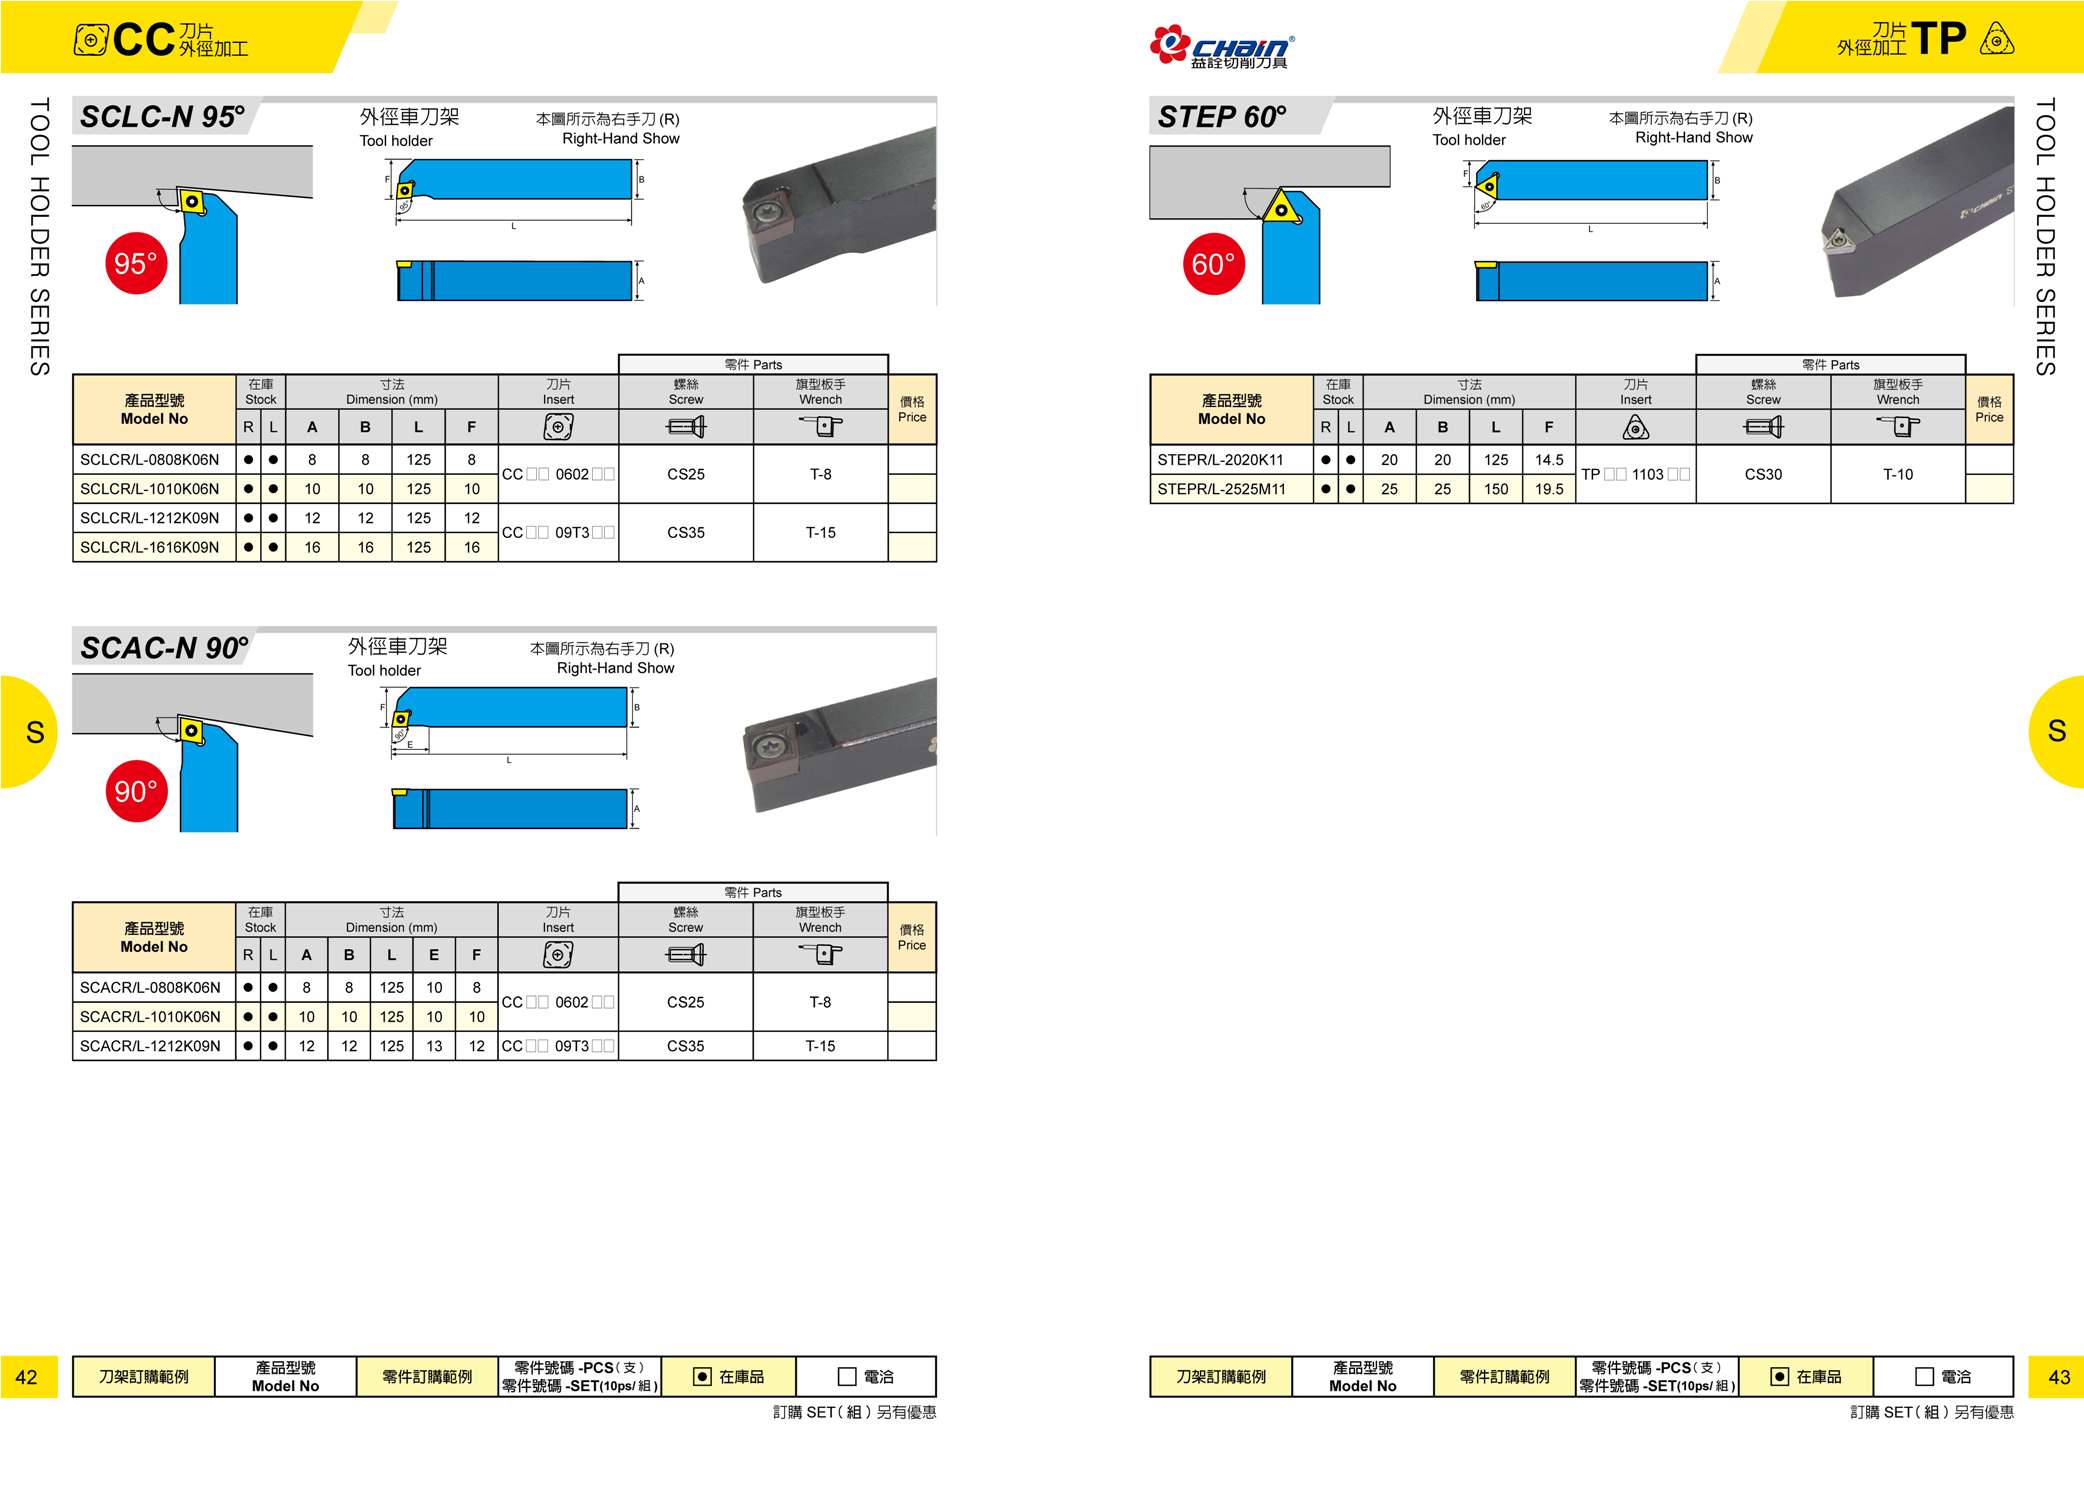 CC 刀片
外徑加工
TOOL HOLDER SERIES
SCLC-N 95°
外徑車刀架
Tool holder
本圖所示為右手刀 (R)
Right-Hand Show
95°
F
B
95°
L
A
零件 Parts
產品型號
Model No
在庫
Stock
寸法
Dimension (mm)
刀片
Insert
螺絲
Screw
旗型板手
Wrench
價格
Price
R L A B L F
SCLCR/L-0808K06N ● ● 8 8 125 8 CC □□ 0602 □□ CS25 T-8
SCLCR/L-1010K06N ● ● 10 10 125 10
SCLCR/L-1212K09N ● ● 12 12 125 12 CC □□ 09T3 □□ CS35 T-15
SCLCR/L-1616K09N ● ● 16 16 125 16
SCAC-N 90°
外徑車刀架
Tool holder
本圖所示為右手刀 (R)
Right-Hand Show
90°
F
B
90°
E
L
A
S
零件 Parts
產品型號
Model No
在庫
Stock
寸法
Dimension (mm)
刀片
Insert
螺絲
Screw
旗型板手
Wrench
價格
Price
R L A B L E F
SCACR/L-0808K06N ● ● 8 8 125 10 8 CC □□ 0602 □□ CS25 T-8
SCACR/L-1010K06N ● ● 10 10 125 10 10
SCACR/L-1212K09N ● ● 12 12 125 13 12 CC □□ 09T3 □□ CS35 T-15
42
刀架訂購範例
產品型號
Model No
零件訂購範例
零件號碼 -PCS（支）
零件號碼 -SET(10ps/ 組 )
在庫品
電洽
訂購 SET（ 組 ）另有優惠
e CHain®
益詮切削刀具
刀片
外徑加工 TP
TOOL HOLDER SERIES
STEP 60°
外徑車刀架
Tool holder
本圖所示為右手刀 (R)
Right-Hand Show
60°
F
B
60°
L
A
零件 Parts
產品型號
Model No
在庫
Stock
寸法
Dimension (mm)
刀片
Insert
螺絲
Screw
旗型板手
Wrench
價格
Price
R L A B L F
STEPR/L-2020K11 ● ● 20 20 125 14.5 TP □□ 1103 □□ CS30 T-10
STEPR/L-2525M11 ● ● 25 25 150 19.5
S
刀架訂購範例
產品型號
Model No
零件訂購範例
零件號碼 -PCS（支）
零件號碼 -SET(10ps/ 組 )
在庫品
電洽
43
訂購 SET（ 組 ）另有優惠